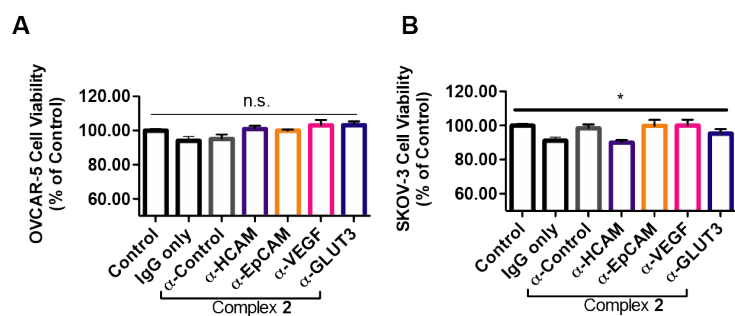 A
OVCAR-5 Cell Viability
(% of Control)
120.00
100.00
80.00
60.00
n.s.
Control
IgG only
α-Control
α-HCAM
α-EpCAM
α-VEGF
α-GLUT3
Complex 2
B
SKOV-3 Cell Viability
(% of Control)
120.00
100.00
80.00
60.00
*
Control
IgG only
α-Control
α-HCAM
α-EpCAM
α-VEGF
α-GLUT3
Complex 2